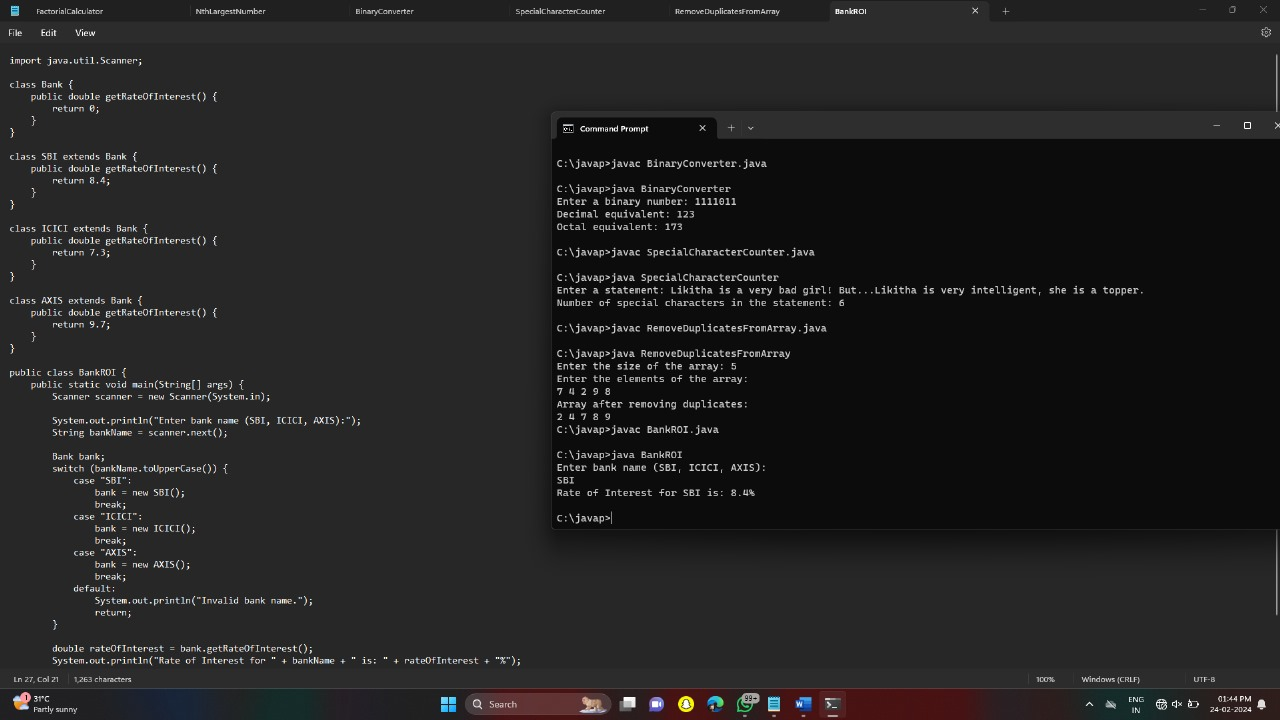 FactorialCalculator NthLargestNumber BinaryConverter SpecialCharacterCounter RemoveDuplicatesFromArray BankROI
File Edit View
import java.util.Scanner;
class Bank {
public double getRateOfInterest() {
return 0;
}
}
class SBI extends Bank {
public double getRateOfInterest() {
return 8.4;
}
}
class ICICI extends Bank {
public double getRateOfInterest() {
return 7.3;
}
}
class AXIS extends Bank {
public double getRateOfInterest() {
return 9.7;
}
}
public class BankROI {
public static void main(String[] args) {
Scanner scanner = new Scanner(System.in);
System.out.println("Enter bank name (SBI, ICICI, AXIS):");
String bankName = scanner.next();
Bank bank;
switch (bankName.toUpperCase()) {
case "SBI":
bank = new SBI();
break;
case "ICICI":
bank = new ICICI();
break;
case "AXIS":
bank = new AXIS();
break;
default:
System.out.println("Invalid bank name.");
return;
}
double rateOfInterest = bank.getRateOfInterest();
System.out.println("Rate of Interest for " + bankName + " is: " + rateOfInterest + "%");
Command Prompt
C:\javap>javac BinaryConverter.java
C:\javap>java BinaryConverter
Enter a binary number: 1111011
Decimal equivalent: 123
Octal equivalent: 173
C:\javap>javac SpecialCharacterCounter.java
C:\javap>java SpecialCharacterCounter
Enter a statement: Likitha is a very bad girl! But...Likitha is very intelligent, she is a topper.
Number of special characters in the statement: 6
C:\javap>javac RemoveDuplicatesFromArray.java
C:\javap>java RemoveDuplicatesFromArray
Enter the size of the array: 5
Enter the elements of the array:
7 4 2 9 8
Array after removing duplicates:
2 4 7 8 9
C:\javap>javac BankROI.java
C:\javap>java BankROI
Enter bank name (SBI, ICICI, AXIS):
SBI
Rate of Interest for SBI is: 8.4%
C:\javap>
Ln 27, Col 21 1,263 characters 100% Windows (CRLF) UTF-8
1 31°C
Partly sunny
Search
99+
ENG
IN
01:44 PM
24-02-2024